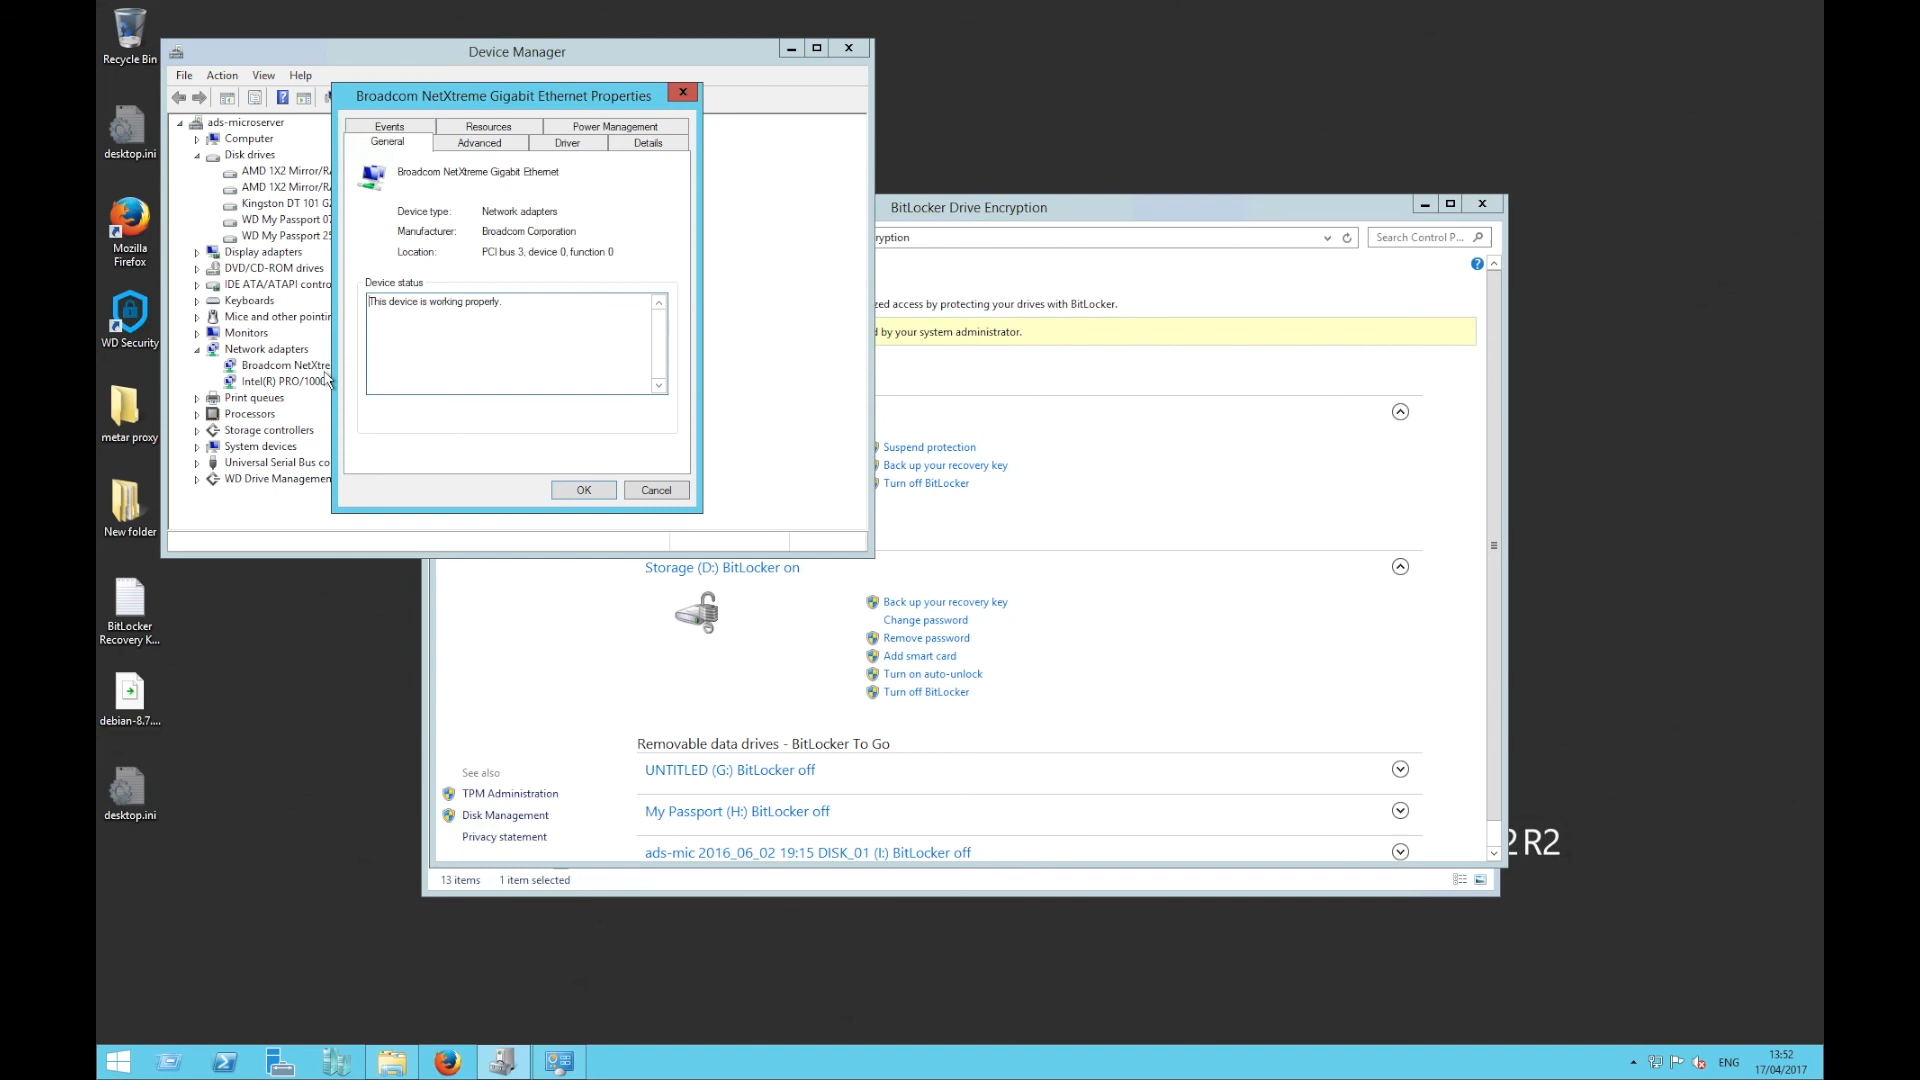 Recycle Bin
desktop.ini
Mozilla
Firefox
WD Security
metar proxy
New folder
BitLocker
Recovery K...
debian-8.7....
desktop.ini
Device Manager
File Action View Help
ads-microserver
Computer
Disk drives
AMD 1X2 Mirror/RA
AMD 1X2 Mirror/RA
Kingston DT 101 G2
WD My Passport 07
WD My Passport 25
Display adapters
DVD/CD-ROM drives
IDE ATA/ATAPI contro
Keyboards
Mice and other pointin
Monitors
Network adapters
Broadcom NetXtre
Intel(R) PRO/1000
Print queues
Processors
Storage controllers
System devices
Universal Serial Bus co
WD Drive Managemen
Broadcom NetXtreme Gigabit Ethernet Properties
Events Resources Power Management
General Advanced Driver Details
Broadcom NetXtreme Gigabit Ethernet
Device type: Network adapters
Manufacturer: Broadcom Corporation
Location: PCI bus 3, device 0, function 0
Device status
This device is working properly.
OK Cancel
BitLocker Drive Encryption
ryption
Search Control P...
zed access by protecting your drives with BitLocker.
d by your system administrator.
Suspend protection
Back up your recovery key
Turn off BitLocker
Storage (D:) BitLocker on
Back up your recovery key
Change password
Remove password
Add smart card
Turn on auto-unlock
Turn off BitLocker
Removable data drives - BitLocker To Go
UNTITLED (G:) BitLocker off
My Passport (H:) BitLocker off
ads-mic 2016_06_02 19:15 DISK_01 (I:) BitLocker off
See also
TPM Administration
Disk Management
Privacy statement
13 items 1 item selected
2 R2
ENG
13:52
17/04/2017